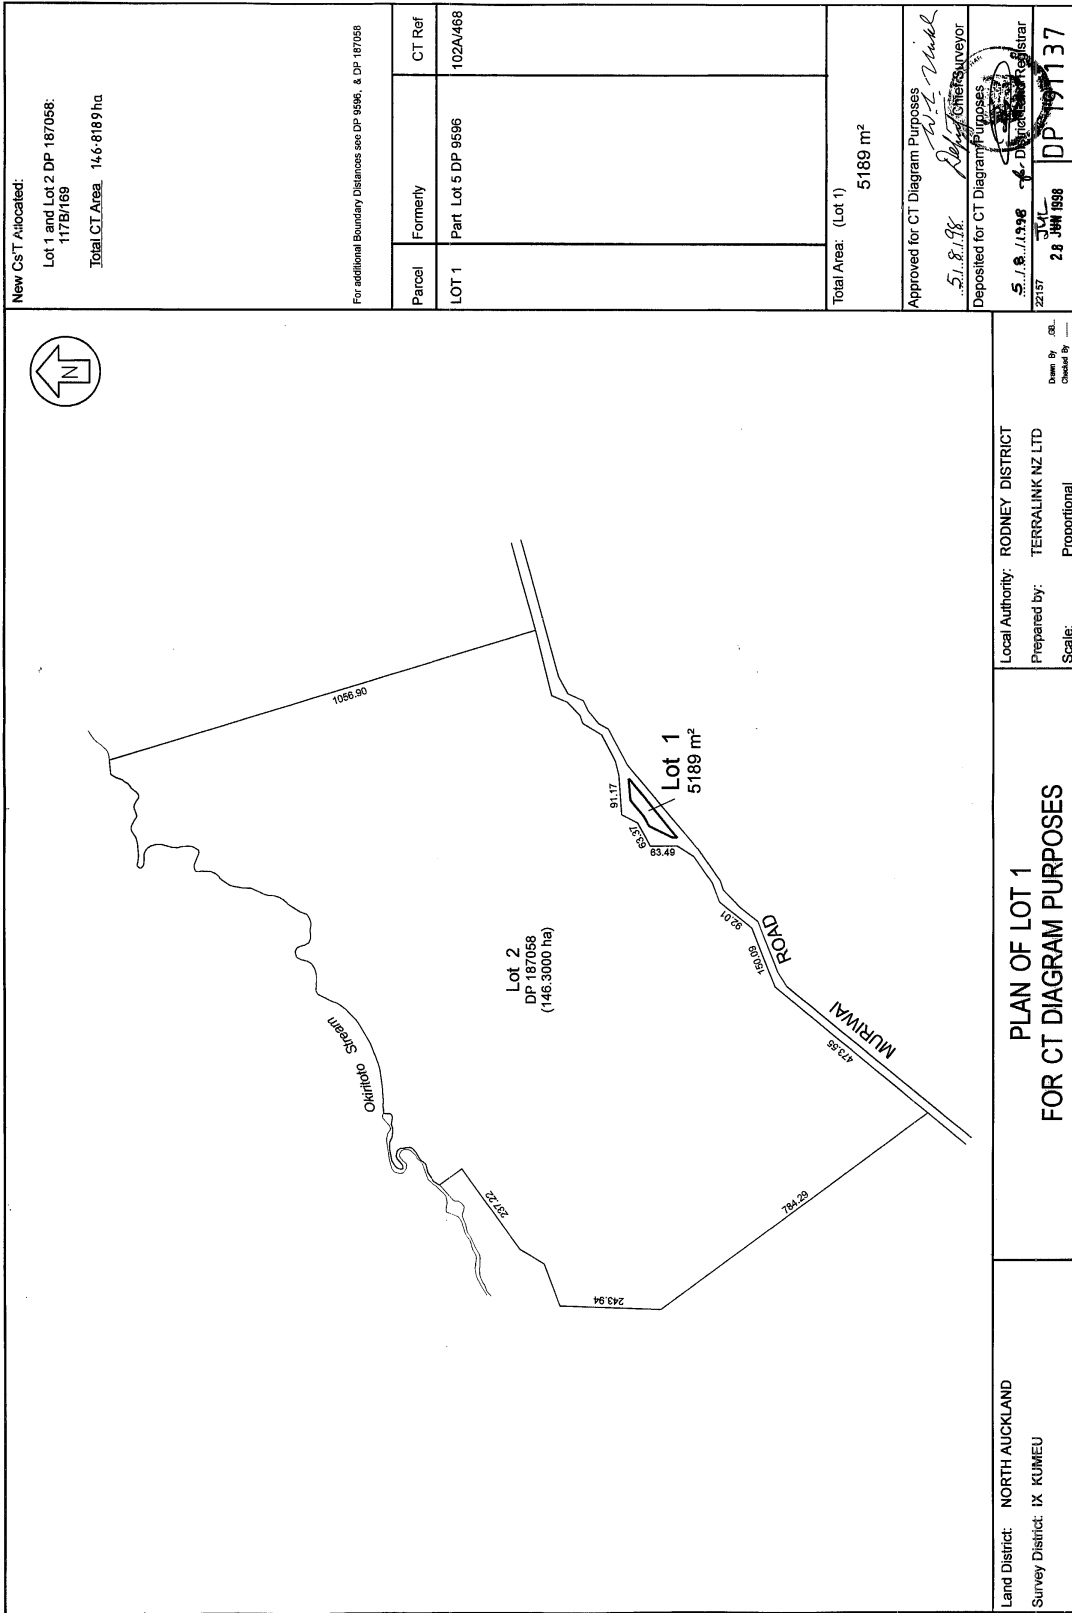 New Cs'T Allocated:
Lot 1 and Lot 2 DP 187058:
117B/169
Total CT Area 146·8189ha
For additional Boundary Distances see DP 9596, & DP 187058
Parcel Formerly CT Ref
LOT 1 Part Lot 5 DP 9596 102A/468
Total Area: (Lot 1)
5189 m²
Approved for CT Diagram Purposes
5/8/98 Chief Surveyor
Deposited for CT Diagram Purposes
5/8/1998 District Land Registrar
22157 JUL
28 JUN 1998
DP 191137
N
1056.90
Okiritoto Stream
Lot 2
DP 187058
(146.3000 ha)
91.17
63.37
63.49
Lot 1
5189 m²
92.01
150.09
473.55
MURIWAI ROAD
237.22
243.94
784.29
Land District: NORTH AUCKLAND
Survey District: IX KUMEU
PLAN OF LOT 1
FOR CT DIAGRAM PURPOSES
Local Authority: RODNEY DISTRICT
Prepared by: TERRALINK NZ LTD
Scale: Proportional
Drawn By GB
Checked By